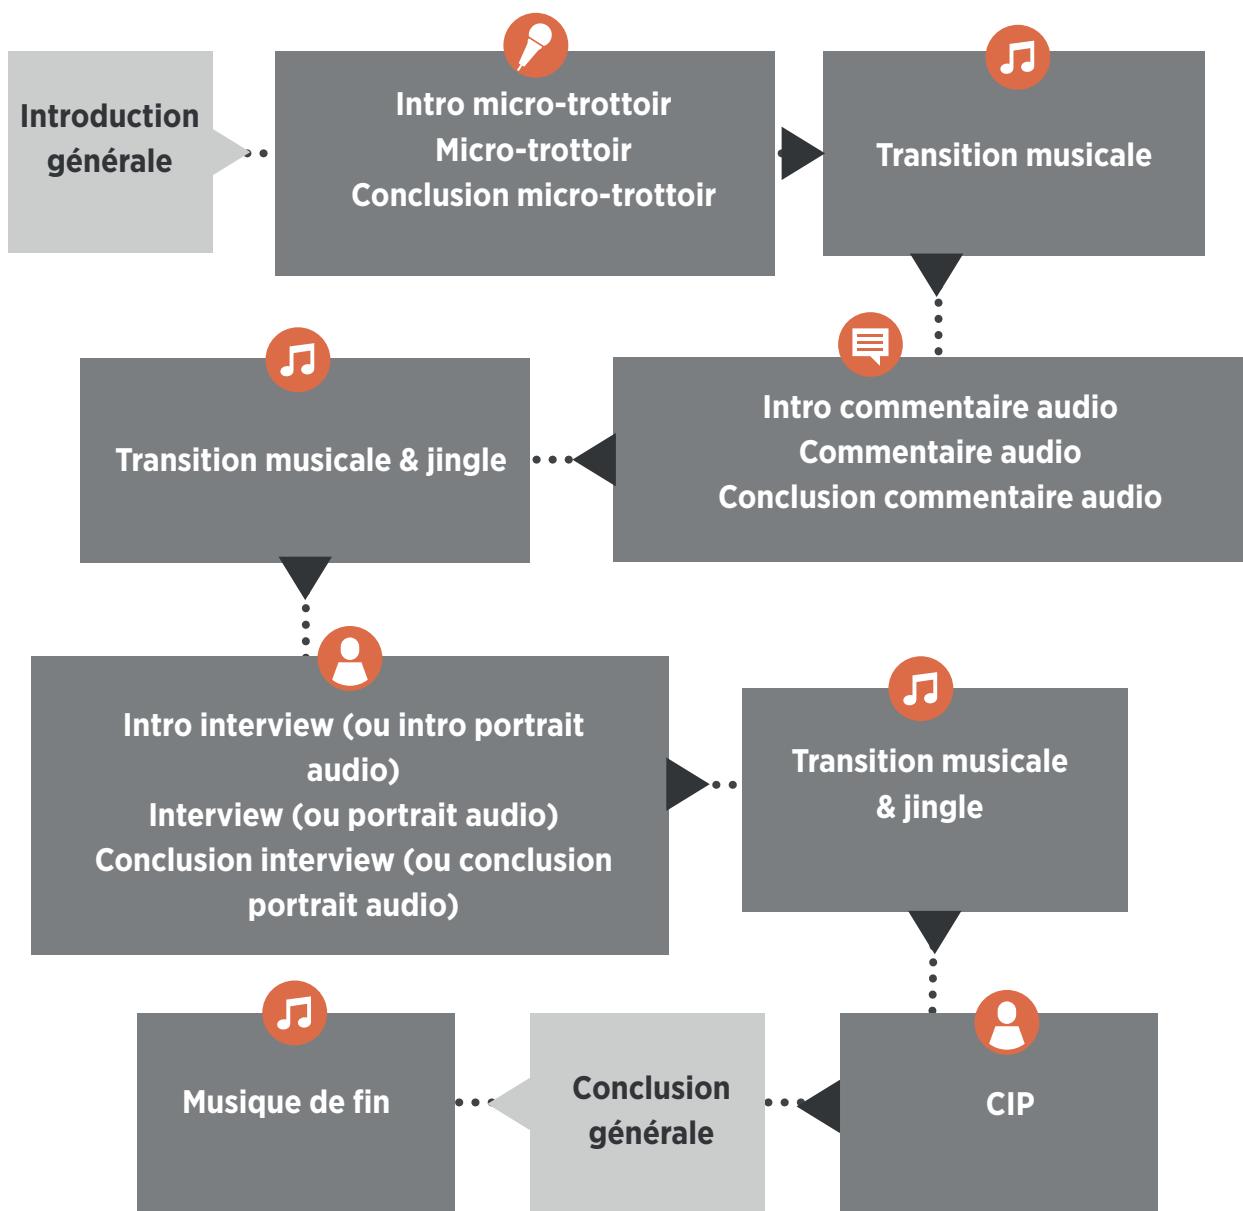 Introduction
générale
Intro micro-trottoir
Micro-trottoir
Conclusion micro-trottoir
Transition musicale
Intro commentaire audio
Commentaire audio
Conclusion commentaire audio
Transition musicale & jingle
Intro interview (ou intro portrait
audio)
Interview (ou portrait audio)
Conclusion interview (ou conclusion
portrait audio)
Transition musicale
& jingle
CIP
Conclusion
générale
Musique de fin